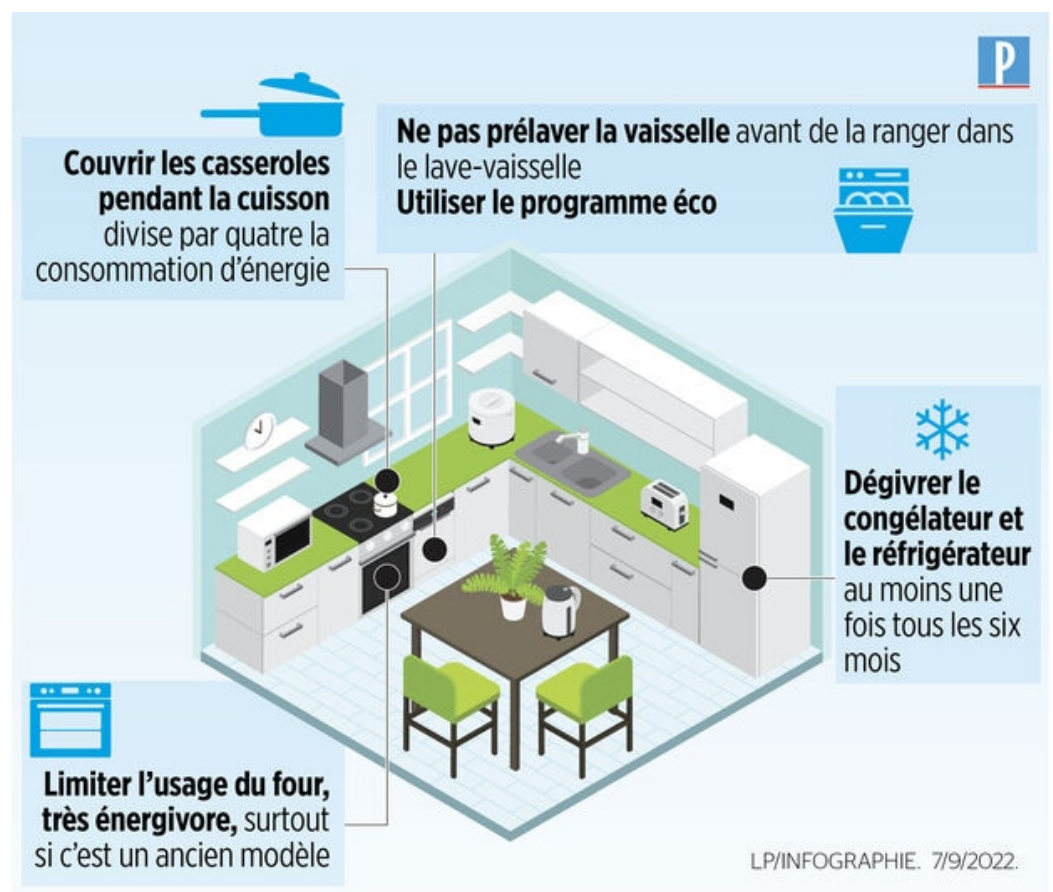 P
Couvrir les casseroles
pendant la cuisson
divise par quatre la
consommation d'énergie
Ne pas prélaver la vaisselle avant de la ranger dans
le lave-vaisselle
Utiliser le programme éco
Dégivrer le
congélateur et
le réfrigérateur
au moins une
fois tous les six
mois
Limiter l'usage du four,
très énergivore, surtout
si c'est un ancien modèle
LP/INFOGRAPHIE. 7/9/2022.